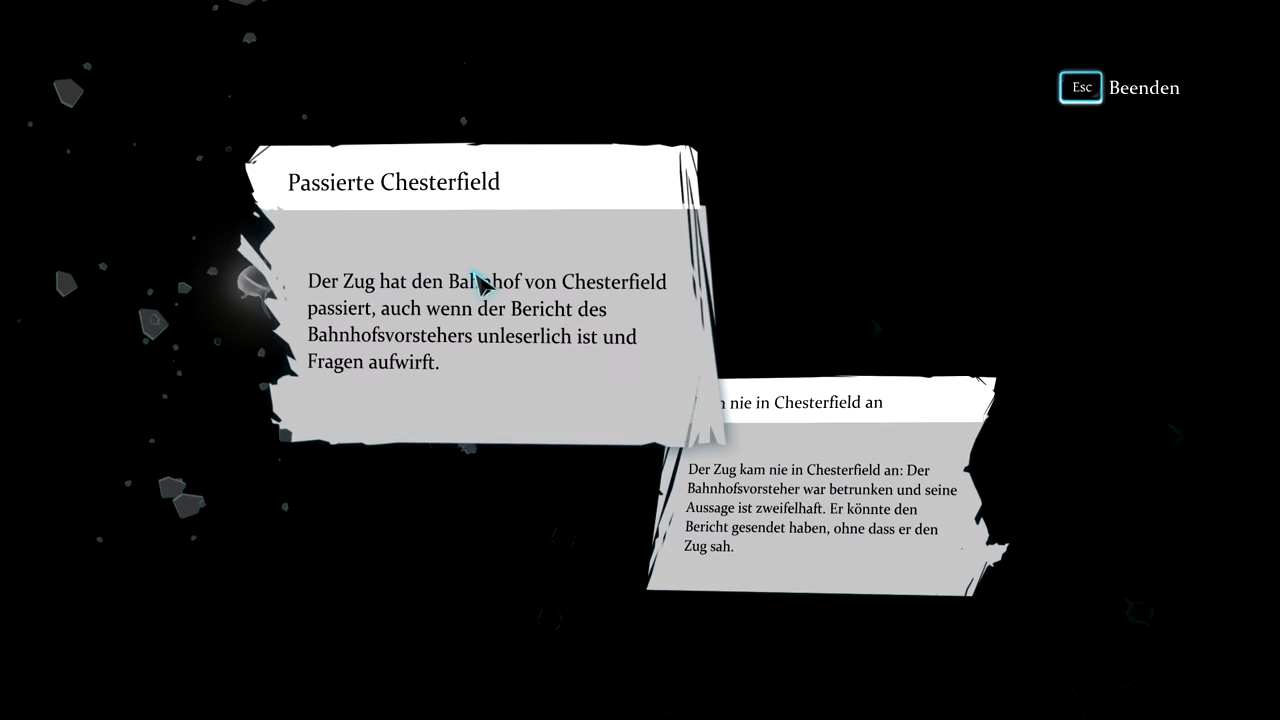 Esc Beenden
Passierte Chesterfield
Der Zug hat den Bahnhof von Chesterfield
passiert, auch wenn der Bericht des
Bahnhofsvorstehers unleserlich ist und
Fragen aufwirft.
nie in Chesterfield an
Der Zug kam nie in Chesterfield an: Der
Bahnhofsvorsteher war betrunken und seine
Aussage ist zweifelhaft. Er könnte den
Bericht gesendet haben, ohne dass er den
Zug sah.